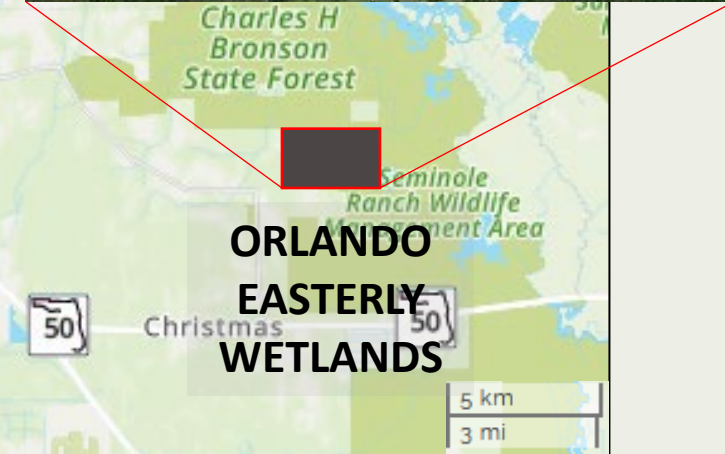 Charles H
Bronson
State Forest
Seminole
Ranch Wildlife
Management Area
ORLANDO
EASTERLY
WETLANDS
50
Christmas
50
5 km
3 mi